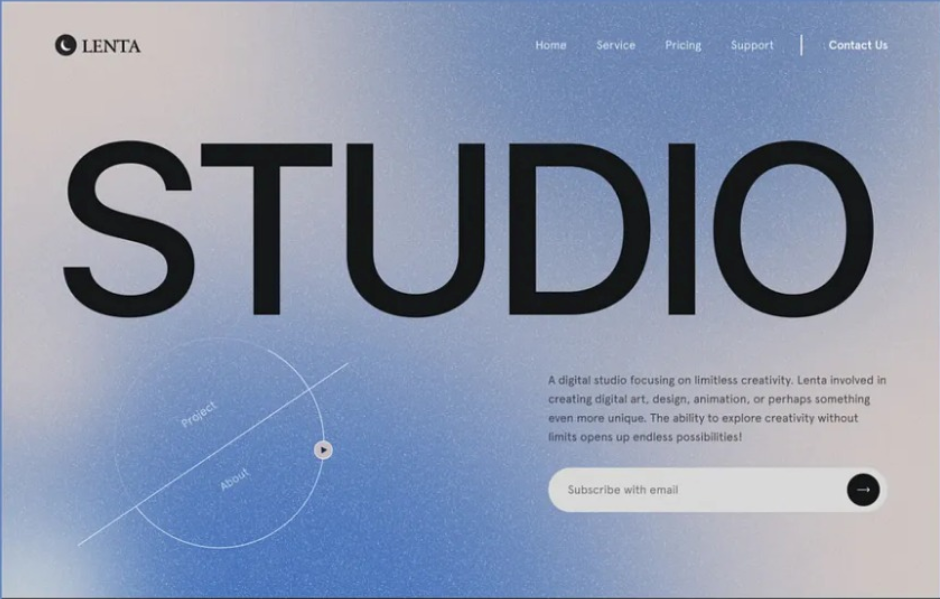 LENTA
Home Service Pricing Support Contact Us
STUDIO
Project
About
A digital studio focusing on limitless creativity. Lenta involved in
creating digital art, design, animation, or perhaps something
even more unique. The ability to explore creativity without
limits opens up endless possibilities!
Subscribe with email